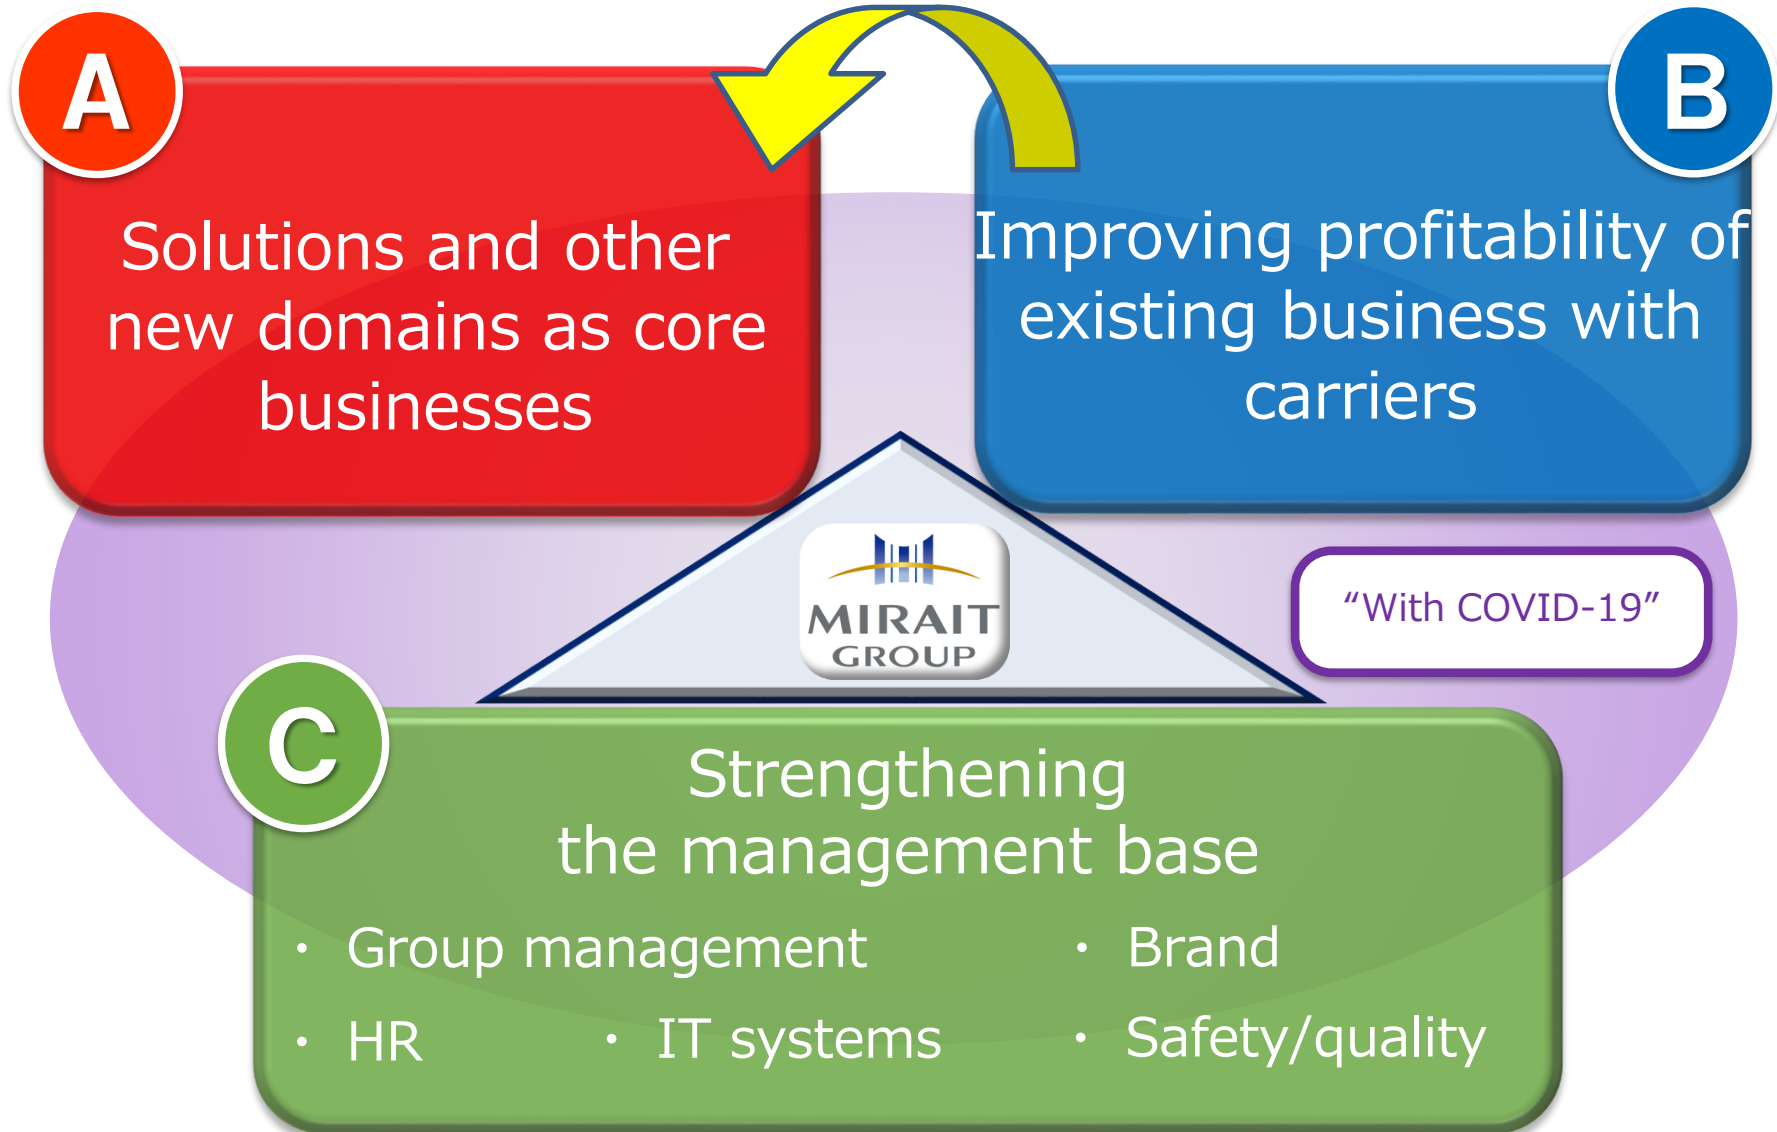 A
Solutions and other
new domains as core
businesses
B
Improving profitability of
existing business with
carriers
MIRAIT
GROUP
“With COVID-19”
C
Strengthening
the management base
・ Group management
・ Brand
・ HR
・ IT systems
・ Safety/quality